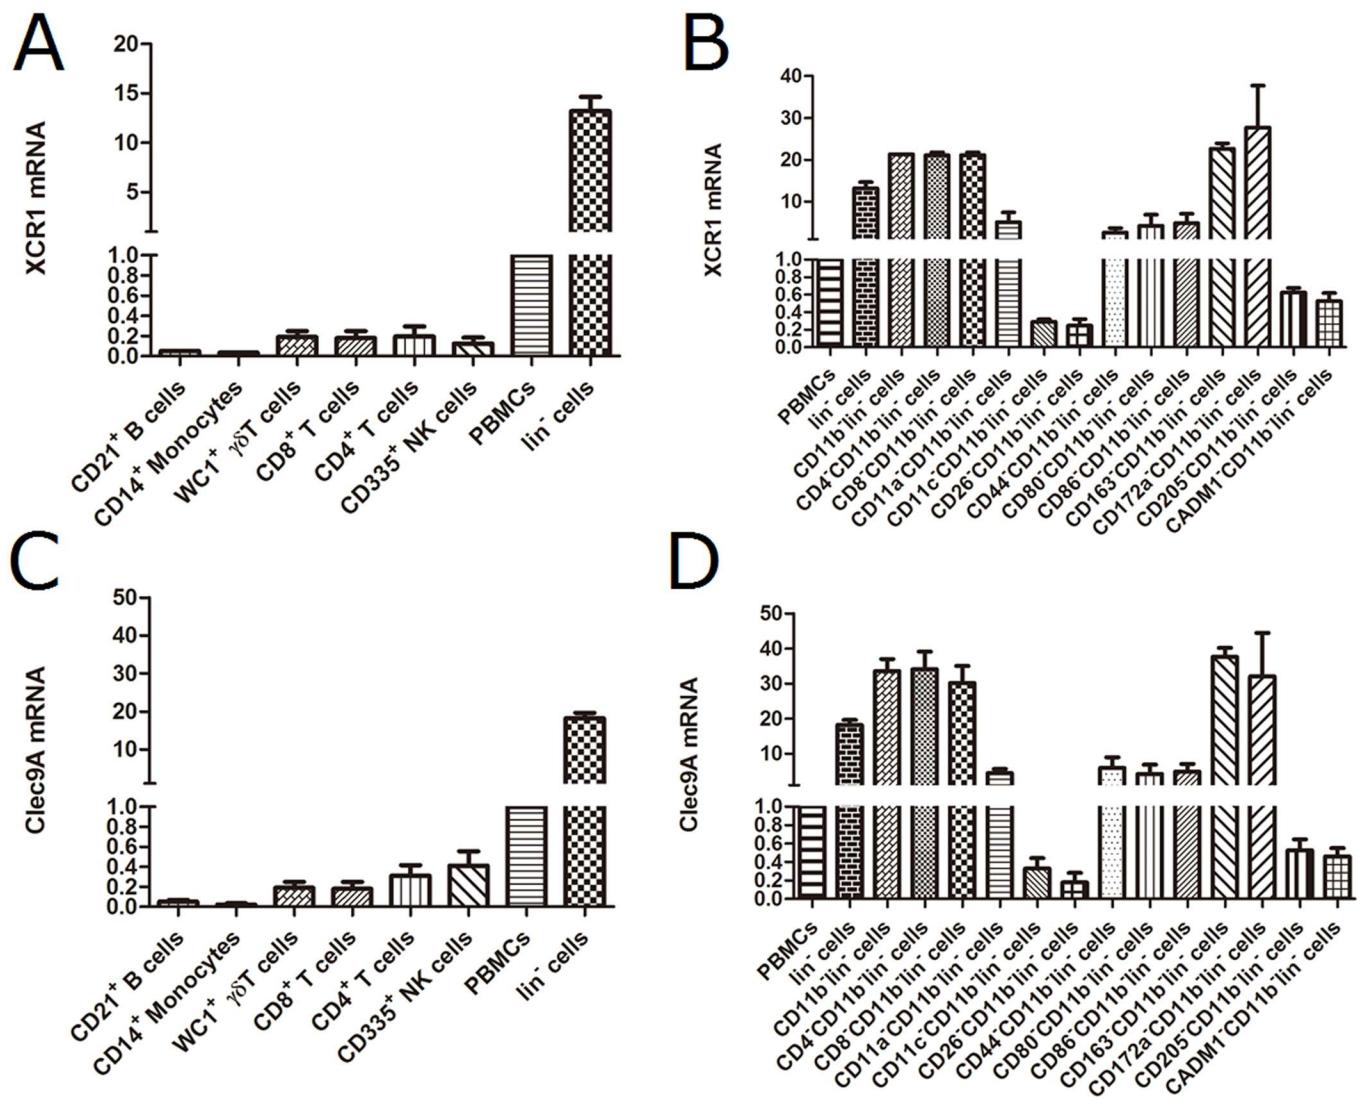 A
XCR1 mRNA
20
15
10
5
1.0
0.8
0.6
0.4
0.2
0.0
CD21⁺ B cells
CD14⁺ Monocytes
WC1⁺ γδT cells
CD8⁺ T cells
CD4⁺ T cells
CD335⁺ NK cells
PBMCs
lin⁻ cells
B
XCR1 mRNA
40
30
20
10
1.0
0.8
0.6
0.4
0.2
0.0
PBMCs
lin⁻ cells
CD11b⁻lin⁻ cells
CD4⁻CD11b⁻lin⁻ cells
CD8⁻CD11b⁻lin⁻ cells
CD11a⁻CD11b⁻lin⁻ cells
CD11c⁻CD11b⁻lin⁻ cells
CD26⁻CD11b⁻lin⁻ cells
CD44⁻CD11b⁻lin⁻ cells
CD80⁻CD11b⁻lin⁻ cells
CD86⁻CD11b⁻lin⁻ cells
CD163⁻CD11b⁻lin⁻ cells
CD172a⁻CD11b⁻lin⁻ cells
CD205⁻CD11b⁻lin⁻ cells
CADM1⁻CD11b⁻lin⁻ cells
C
Clec9A mRNA
50
40
30
20
10
1.0
0.8
0.6
0.4
0.2
0.0
CD21⁺ B cells
CD14⁺ Monocytes
WC1⁺ γδT cells
CD8⁺ T cells
CD4⁺ T cells
CD335⁺ NK cells
PBMCs
lin⁻ cells
D
Clec9A mRNA
50
40
30
20
10
1.0
0.8
0.6
0.4
0.2
0.0
PBMCs
lin⁻ cells
CD11b⁻lin⁻ cells
CD4⁻CD11b⁻lin⁻ cells
CD8⁻CD11b⁻lin⁻ cells
CD11a⁻CD11b⁻lin⁻ cells
CD11c⁻CD11b⁻lin⁻ cells
CD26⁻CD11b⁻lin⁻ cells
CD44⁻CD11b⁻lin⁻ cells
CD80⁻CD11b⁻lin⁻ cells
CD86⁻CD11b⁻lin⁻ cells
CD163⁻CD11b⁻lin⁻ cells
CD172a⁻CD11b⁻lin⁻ cells
CD205⁻CD11b⁻lin⁻ cells
CADM1⁻CD11b⁻lin⁻ cells